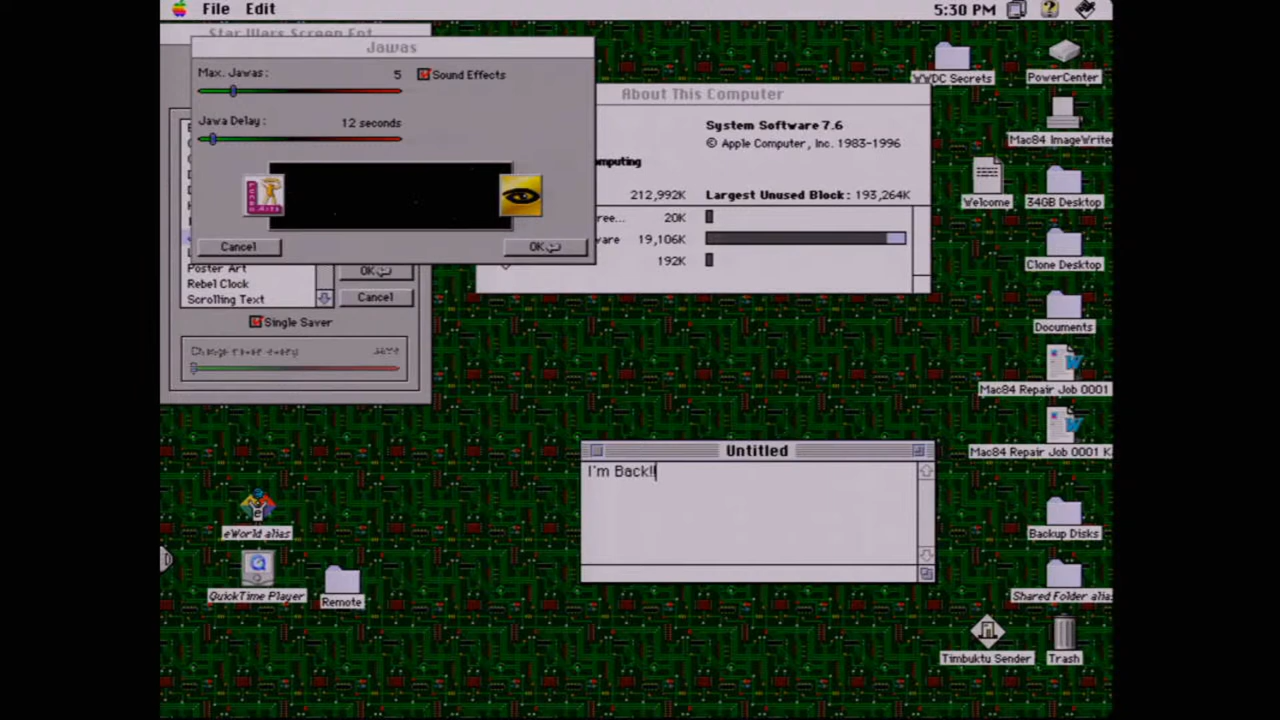 File Edit
5:30 PM
Star Wars Screen Ent
Jawas
Max. Jawas: 5
Sound Effects
Jawa Delay: 12 seconds
Cancel
OK
Poster Art
Rebel Clock
Scrolling Text
OK
Cancel
Single Saver
About This Computer
System Software 7.6
© Apple Computer, Inc. 1983-1996
omputing
212,992K
Largest Unused Block: 193,264K
ree... 20K
ware 19,106K
192K
Untitled
I'm Back!!
WWDC Secrets
PowerCenter
Mac84 ImageWriter
Welcome
34GB Desktop
Clone Desktop
Documents
Mac84 Repair Job 0001
Mac84 Repair Job 0001 K
Backup Disks
Shared Folder alias
Timbuktu Sender
Trash
eWorld alias
QuickTime Player
Remote